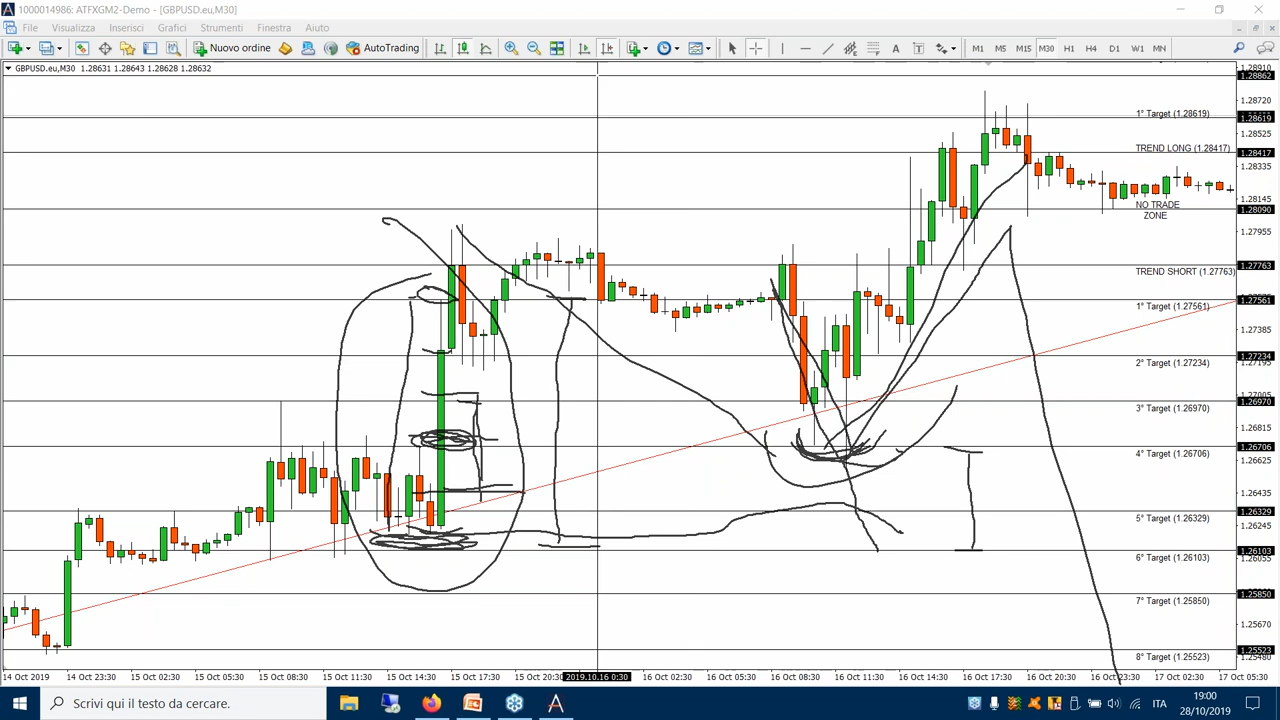 1000014986: ATFXGM2-Demo - [GBPUSD.eu,M30]
File Visualizza Inserisci Grafici Strumenti Finestra Aiuto
Nuovo ordine AutoTrading A T M1 M5 M15 M30 H1 H4 D1 W1 MN
GBPUSD.eu,M30 1.28631 1.28643 1.28628 1.28632
1.28910
1.28862
1.28720
1° Target (1.28619) 1.28619
1.28525
TREND LONG (1.28417) 1.28417
1.28335
1.28145
NO TRADE 1.28090
ZONE
1.27955
TREND SHORT (1.27763) 1.27763
1° Target (1.27561) 1.27561
1.27385
2° Target (1.27234) 1.27234
1.27005
3° Target (1.26970) 1.26970
1.26815
4° Target (1.26706) 1.26706
1.26625
1.26435
5° Target (1.26329) 1.26329
1.26245
6° Target (1.26103) 1.26103
1.26055
7° Target (1.25850) 1.25850
1.25670
8° Target (1.25523) 1.25523
1.25480
14 Oct 2019 14 Oct 23:30 15 Oct 02:30 15 Oct 05:30 15 Oct 08:30 15 Oct 11:30 15 Oct 14:30 15 Oct 17:30 15 Oct 20:30 2019.10.16 0:30 16 Oct 02:30 16 Oct 05:30 16 Oct 08:30 16 Oct 11:30 16 Oct 14:30 16 Oct 17:30 16 Oct 20:30 16 Oct 23:30 17 Oct 02:30 17 Oct 05:30
Scrivi qui il testo da cercare. ITA 19:00
28/10/2019